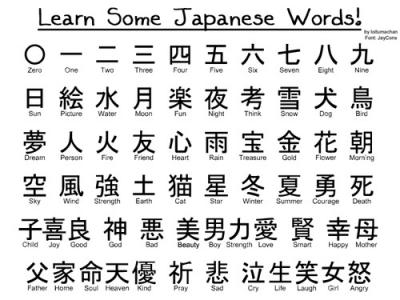 Learn Some Japanese Words!
by loitumachan
Font: JayCons
〇 一 二 三 四 五 六 七 八 九
Zero One Two Three Four Five Six Seven Eight Nine
日 絵 水 月 楽 夜 考 雪 犬 鳥
Sun Picture Water Moon Fun Night Think Snow Dog Bird
夢 人 火 友 心 雨 宝 金 花 朝
Dream Person Fire Friend Heart Rain Treasure Gold Flower Morning
空 風 強 土 猫 星 冬 夏 勇 死
Sky Wind Strength Earth Cat Star Winter Summer Courage Death
子 喜 良 神 悪 美 男 力 愛 賢 幸 母
Child Joy Good God Bad Beauty Boy Strength Love Smart Happy Mother
父 家 命 天 優 祈 悲 泣 生 笑 女 怒
Father Home Soul Heaven Kind Pray Sad Cry Life Laugh Girl Angry